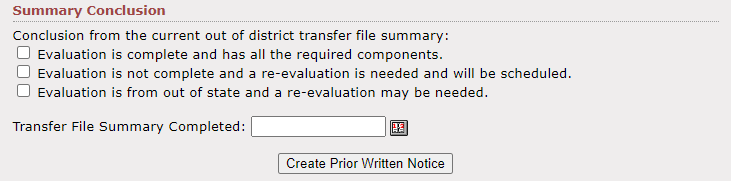 Summary Conclusion
Conclusion from the current out of district transfer file summary:
Evaluation is complete and has all the required components.
Evaluation is not complete and a re-evaluation is needed and will be scheduled.
Evaluation is from out of state and a re-evaluation may be needed.
Transfer File Summary Completed:
Create Prior Written Notice